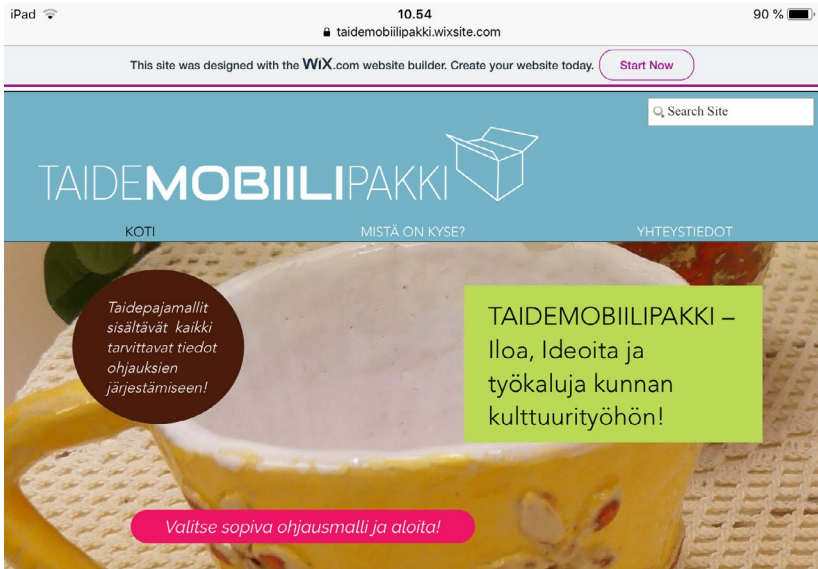 iPad
10.54
90 %
taidemobiilipakki.wixsite.com
This site was designed with the WiX.com website builder. Create your website today.
Start Now
Search Site
TAIDEMOBIILIPAKKI
KOTI
MISTÄ ON KYSE?
YHTEYSTIEDOT
Taidepajamallit
sisältävät kaikki
tarvittavat tiedot
ohjauksien
järjestämiseen!
TAIDEMOBIILIPAKKI –
Iloa, Ideoita ja
työkaluja kunnan
kulttuurityöhön!
Valitse sopiva ohjausmalli ja aloita!